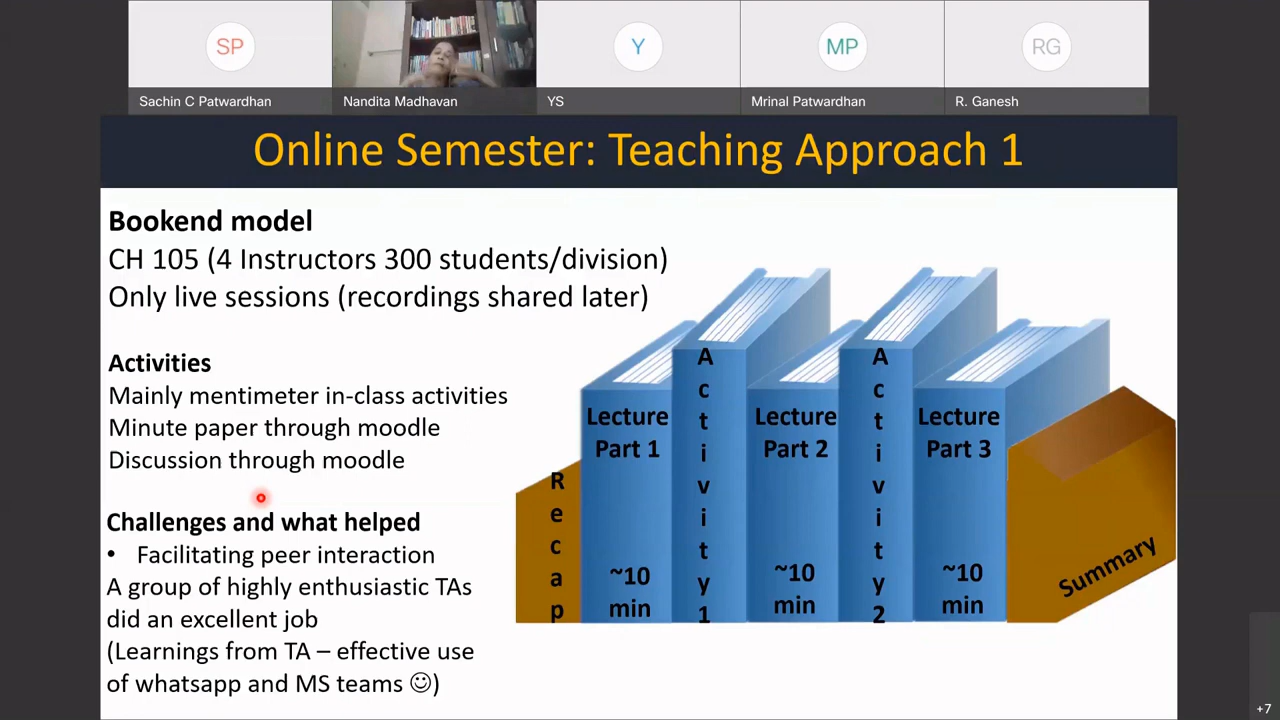 SP
Y
MP
RG
Sachin C Patwardhan
Nandita Madhavan
YS
Mrinal Patwardhan
R. Ganesh
Online Semester: Teaching Approach 1
Bookend model
CH 105 (4 Instructors 300 students/division)
Only live sessions (recordings shared later)
Activities
Mainly mentimeter in-class activities
Minute paper through moodle
Discussion through moodle
Challenges and what helped
• Facilitating peer interaction
A group of highly enthusiastic TAs
did an excellent job
(Learnings from TA – effective use
of whatsapp and MS teams ☺)
Recap
Lecture
Part 1
~10
min
Activity 1
Lecture
Part 2
~10
min
Activity 2
Lecture
Part 3
~10
min
Summary
+7